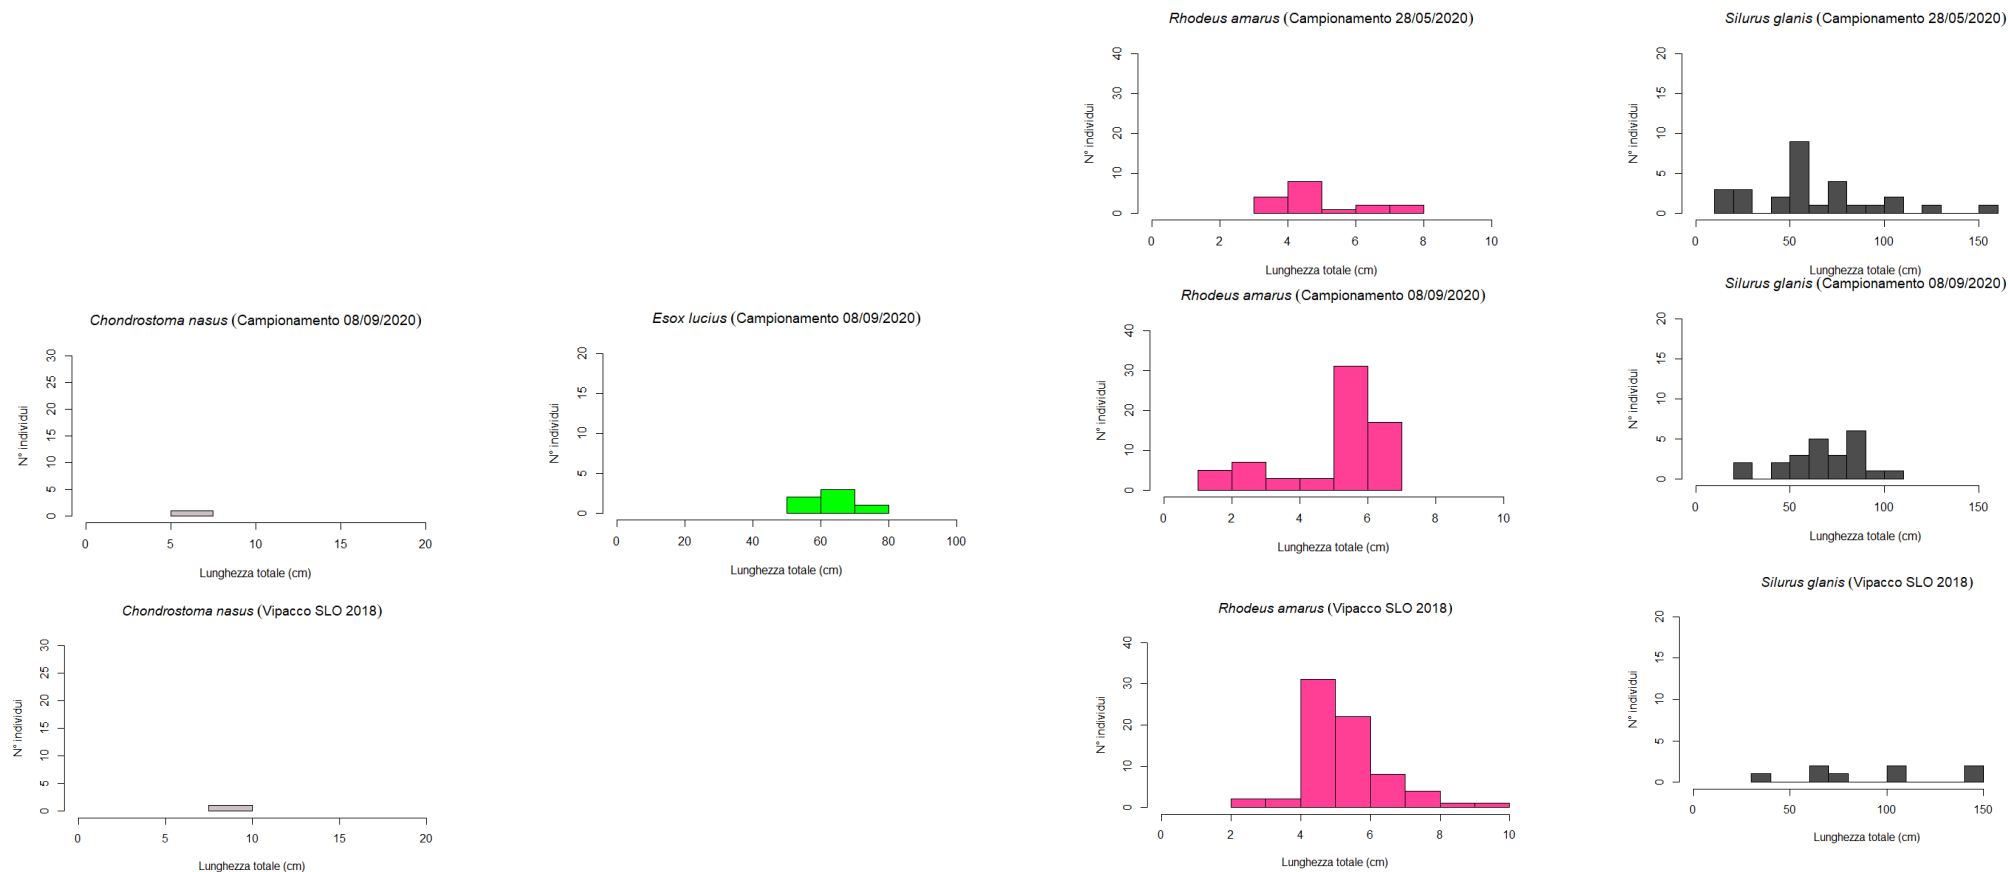 Rhodeus amarus (Campionamento 28/05/2020)
40
30
20
10
0
N° individui
0 2 4 6 8 10
Lunghezza totale (cm)
Silurus glanis (Campionamento 28/05/2020)
20
15
10
5
0
N° individui
0 50 100 150
Lunghezza totale (cm)
Chondrostoma nasus (Campionamento 08/09/2020)
30
25
20
15
10
5
0
N° individui
0 5 10 15 20
Lunghezza totale (cm)
Esox lucius (Campionamento 08/09/2020)
20
15
10
5
0
N° individui
0 20 40 60 80 100
Lunghezza totale (cm)
Rhodeus amarus (Campionamento 08/09/2020)
40
30
20
10
0
N° individui
0 2 4 6 8 10
Lunghezza totale (cm)
Silurus glanis (Campionamento 08/09/2020)
20
15
10
5
0
N° individui
0 50 100 150
Lunghezza totale (cm)
Chondrostoma nasus (Vipacco SLO 2018)
30
25
20
15
10
5
0
N° individui
0 5 10 15 20
Lunghezza totale (cm)
Rhodeus amarus (Vipacco SLO 2018)
40
30
20
10
0
N° individui
0 2 4 6 8 10
Lunghezza totale (cm)
Silurus glanis (Vipacco SLO 2018)
20
15
10
5
0
N° individui
0 50 100 150
Lunghezza totale (cm)